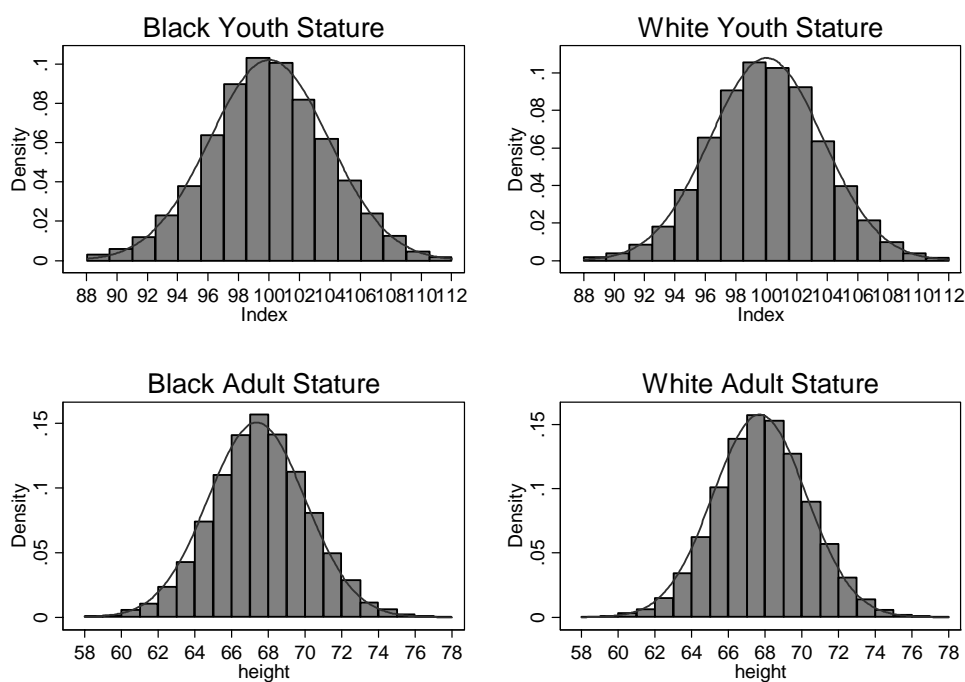 Black Youth Stature
Density
0 .02 .04 .06 .08 .1
88 90 92 94 96 98 100 102 104 106 108 110 112
Index
White Youth Stature
Density
0 .02 .04 .06 .08 .1
88 90 92 94 96 98 100 102 104 106 108 110 112
Index
Black Adult Stature
Density
0 .05 .1 .15
58 60 62 64 66 68 70 72 74 76 78
height
White Adult Stature
Density
0 .05 .1 .15
58 60 62 64 66 68 70 72 74 76 78
height